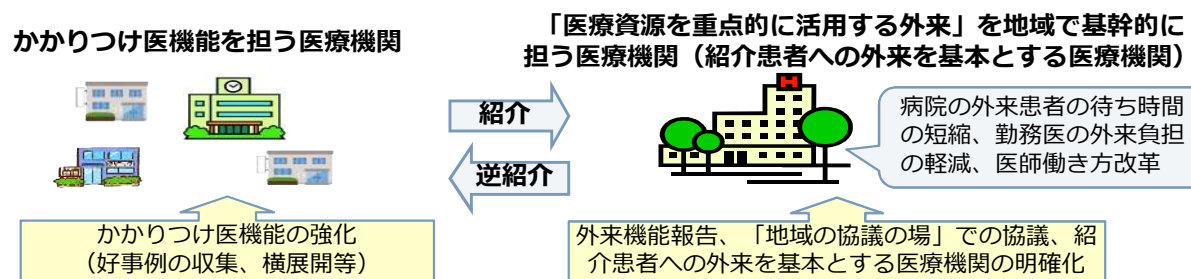 かかりつけ医機能を担う医療機関
「医療資源を重点的に活用する外来」を地域で基幹的に
担う医療機関（紹介患者への外来を基本とする医療機関）
紹介
逆紹介
H
病院の外来患者の待ち時間
の短縮、勤務医の外来負担
の軽減、医師働き方改革
かかりつけ医機能の強化
（好事例の収集、横展開等）
外来機能報告、「地域の協議の場」での協議、紹
介患者への外来を基本とする医療機関の明確化